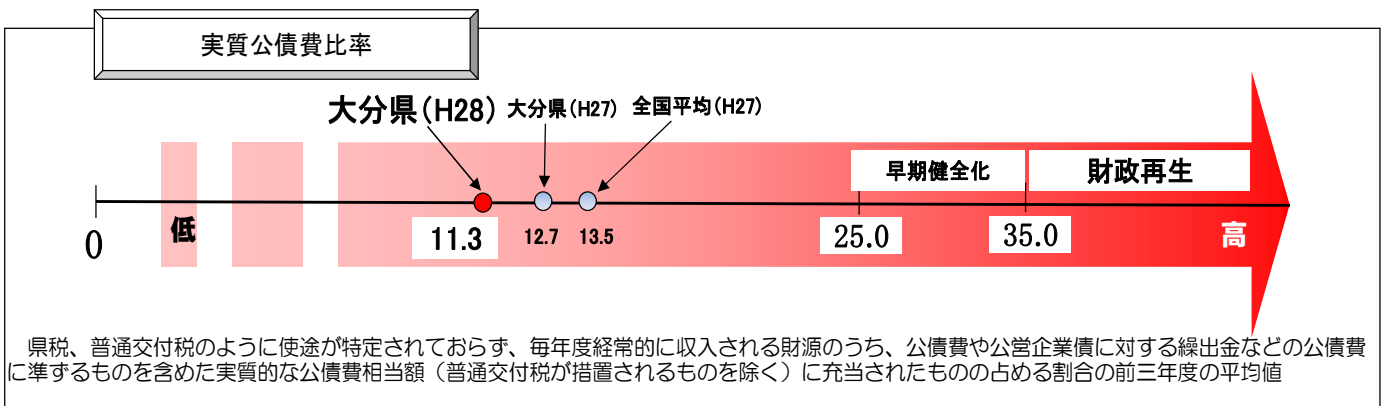 実質公債費比率
大分県(H28) 大分県(H27) 全国平均(H27)
早期健全化 財政再生
0 低 11.3 12.7 13.5 25.0 35.0 高
県税、普通交付税のように使途が特定されておらず、毎年度経常的に収入される財源のうち、公債費や公営企業債に対する繰出金などの公債費
に準ずるものを含めた実質的な公債費相当額（普通交付税が措置されるものを除く）に充当されたものの占める割合の前三年度の平均値